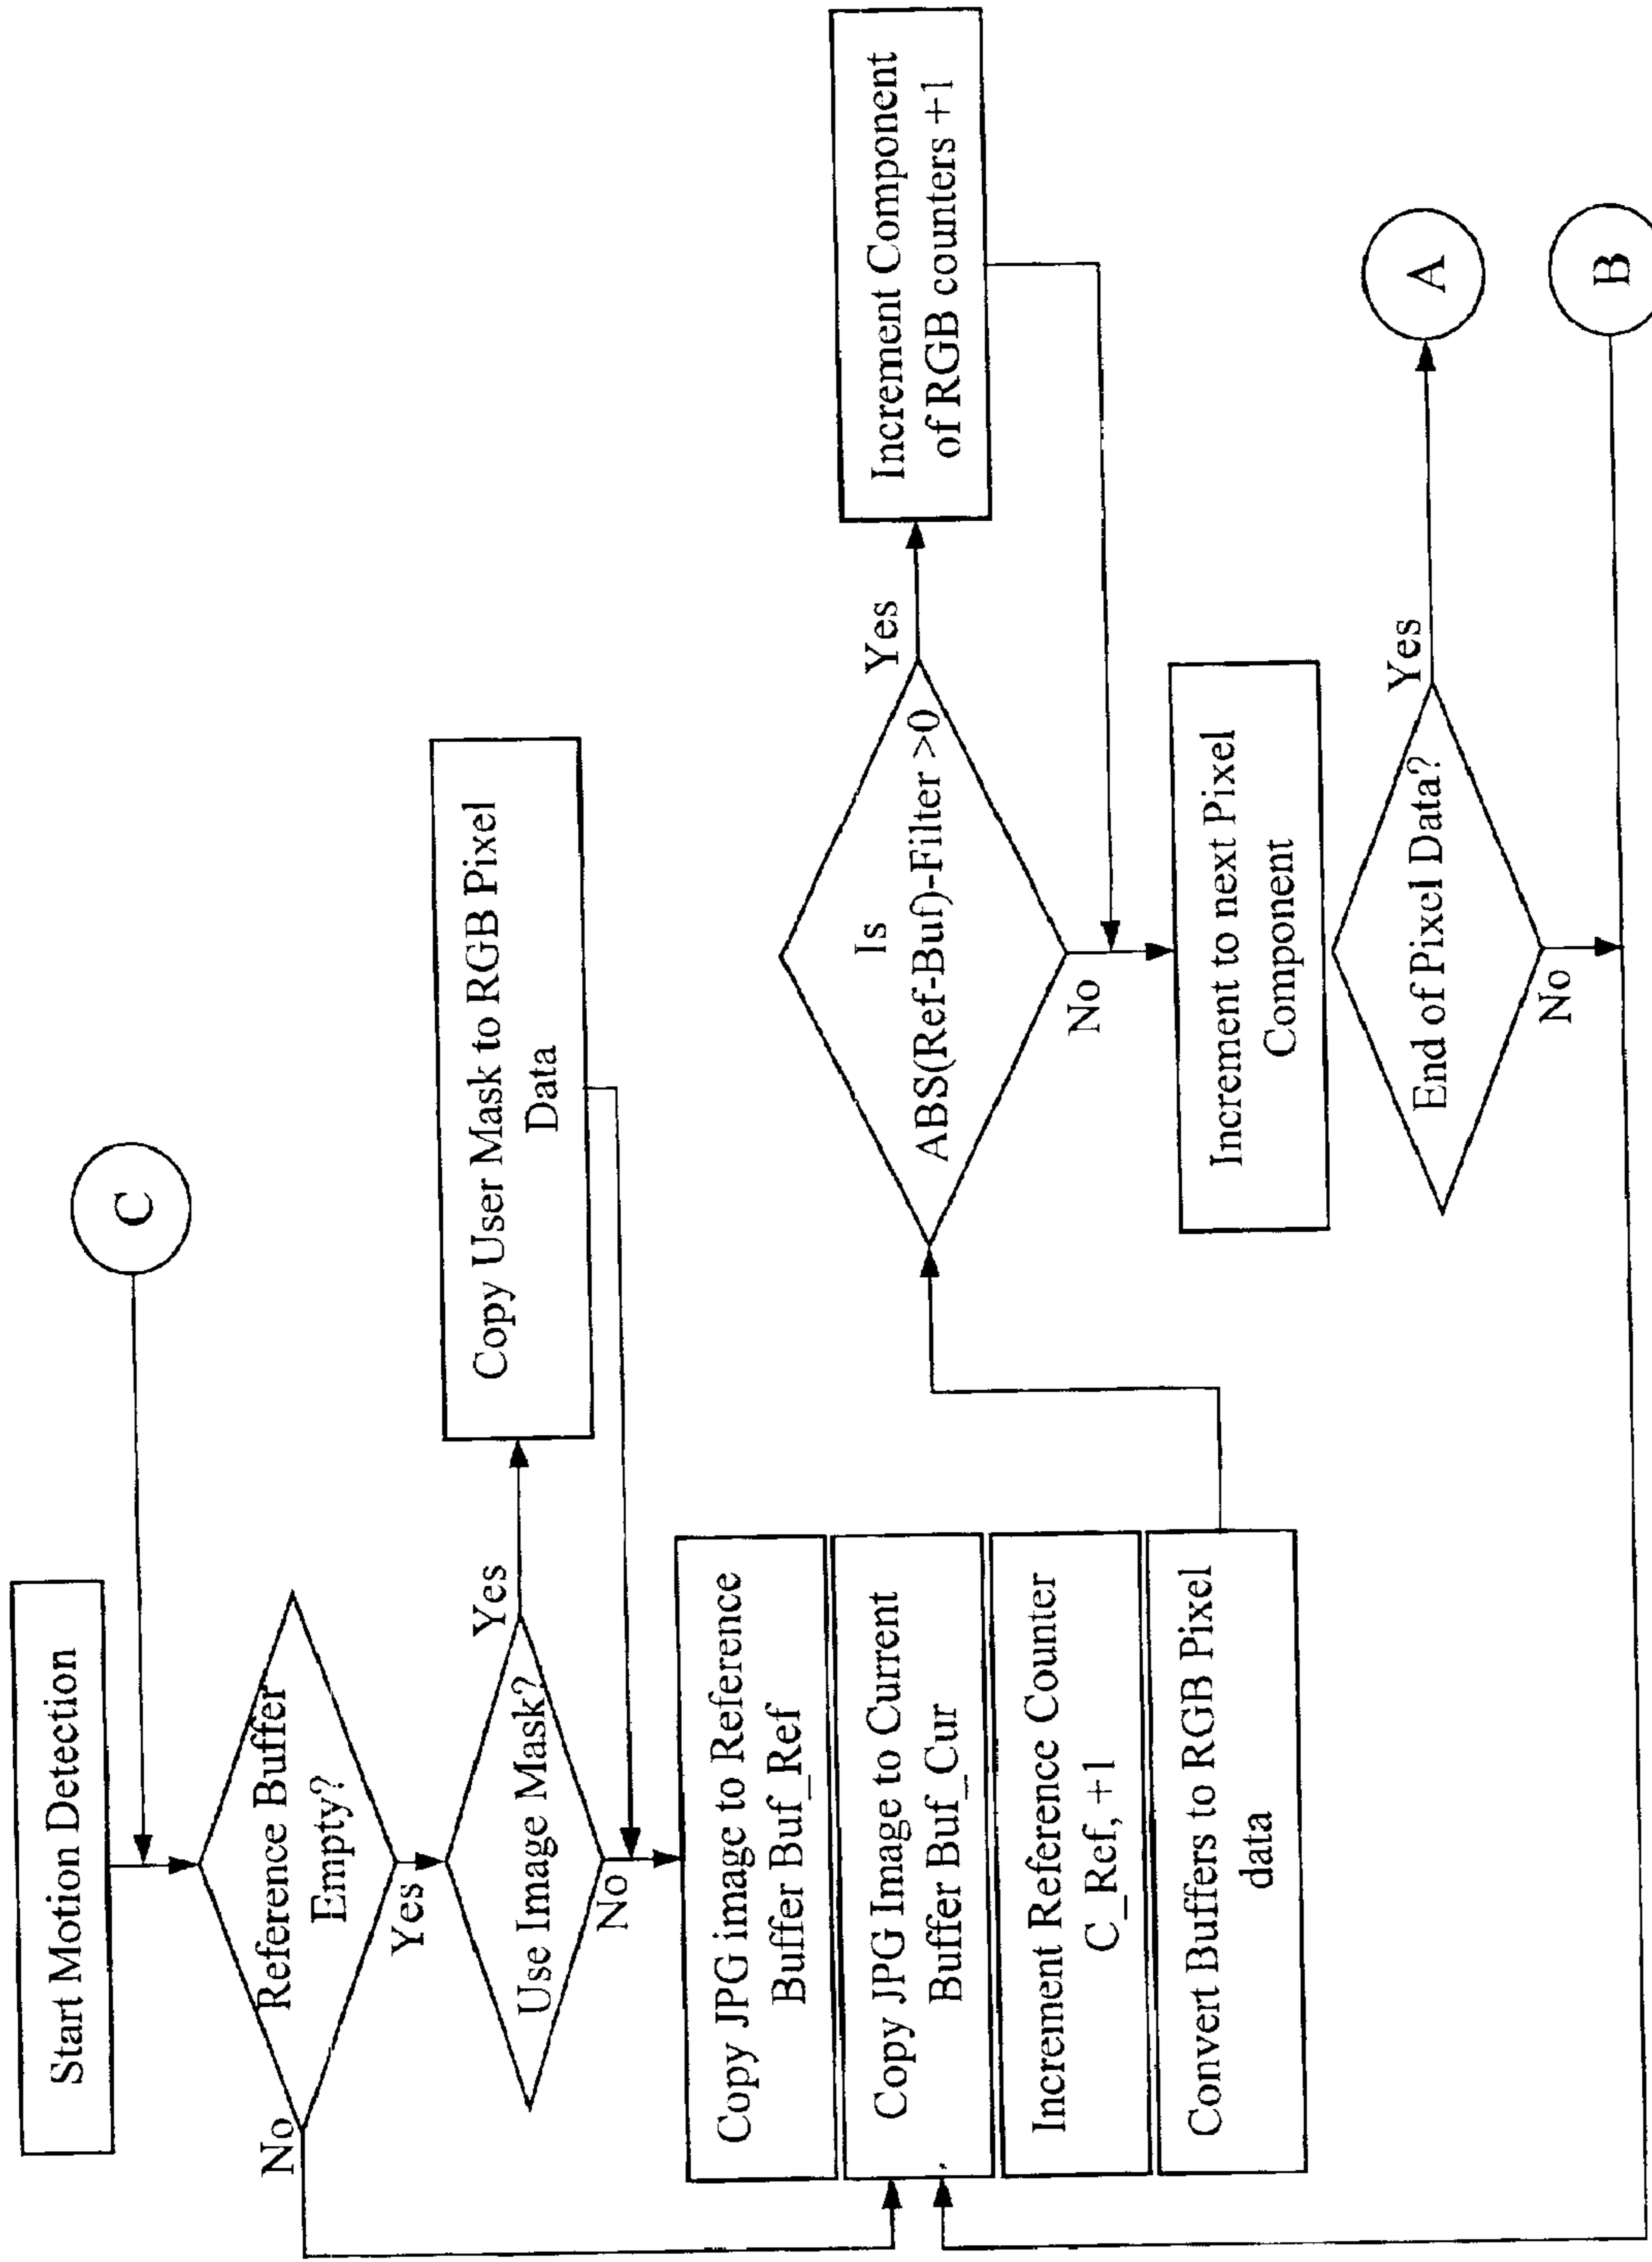 Start Motion Detection
C
Reference Buffer
Empty?
No
Yes
Use Image Mask?
Yes
No
Copy User Mask to RGB Pixel
Data
Copy JPG image to Reference
Buffer Buf_Ref
Copy JPG Image to Current
Buffer Buf_Cur
Increment Reference Counter
C_Ref, +1
Convert Buffers to RGB Pixel
data
Is
ABS(Ref-Buf)-Filter >0
Yes
No
Increment Component
of RGB counters +1
Increment to next Pixel
Component
End of Pixel Data?
Yes
No
A
B